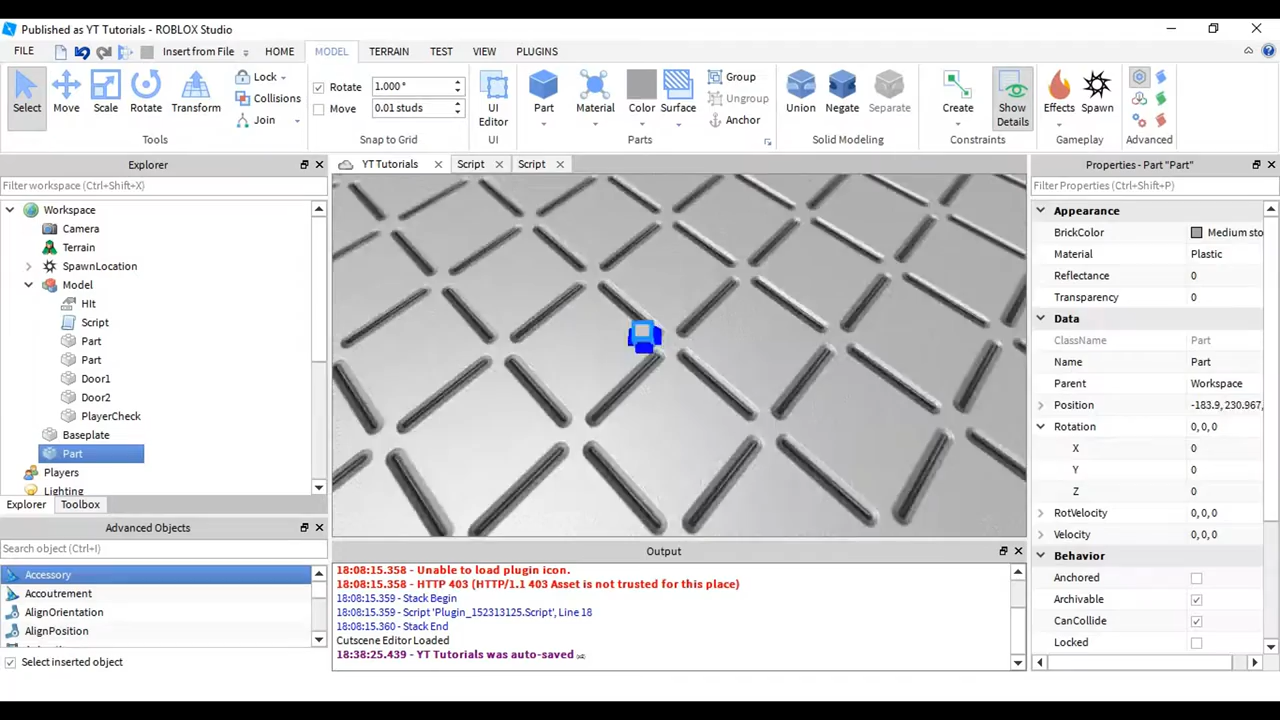 Published as YT Tutorials - ROBLOX Studio
FILE
Insert from File
HOME
MODEL
TERRAIN
TEST
VIEW
PLUGINS
Select
Move
Scale
Rotate
Transform
Lock
Collisions
Join
Tools
Rotate
1.000°
Move
0.01 studs
Snap to Grid
UI
Editor
UI
Part
Material
Color
Surface
Group
Ungroup
Anchor
Parts
Union
Negate
Separate
Solid Modeling
Create
Show
Details
Constraints
Effects
Spawn
Gameplay
Advanced
Explorer
Filter workspace (Ctrl+Shift+X)
Workspace
Camera
Terrain
SpawnLocation
Model
HIt
Script
Part
Part
Door1
Door2
PlayerCheck
Baseplate
Part
Players
Lighting
Explorer
Toolbox
Advanced Objects
Search object (Ctrl+I)
Accessory
Accoutrement
AlignOrientation
AlignPosition
Select inserted object
YT Tutorials
Script
Script
Output
18:08:15.358 - Unable to load plugin icon.
18:08:15.358 - HTTP 403 (HTTP/1.1 403 Asset is not trusted for this place)
18:08:15.359 - Stack Begin
18:08:15.359 - Script 'Plugin_152313125.Script', Line 18
18:08:15.360 - Stack End
Cutscene Editor Loaded
18:38:25.439 - YT Tutorials was auto-saved
Properties - Part "Part"
Filter Properties (Ctrl+Shift+P)
Appearance
BrickColor Medium sto
Material Plastic
Reflectance 0
Transparency 0
Data
ClassName Part
Name Part
Parent Workspace
Position -183.9, 230.967,
Rotation 0, 0, 0
X 0
Y 0
Z 0
RotVelocity 0, 0, 0
Velocity 0, 0, 0
Behavior
Anchored
Archivable
CanCollide
Locked